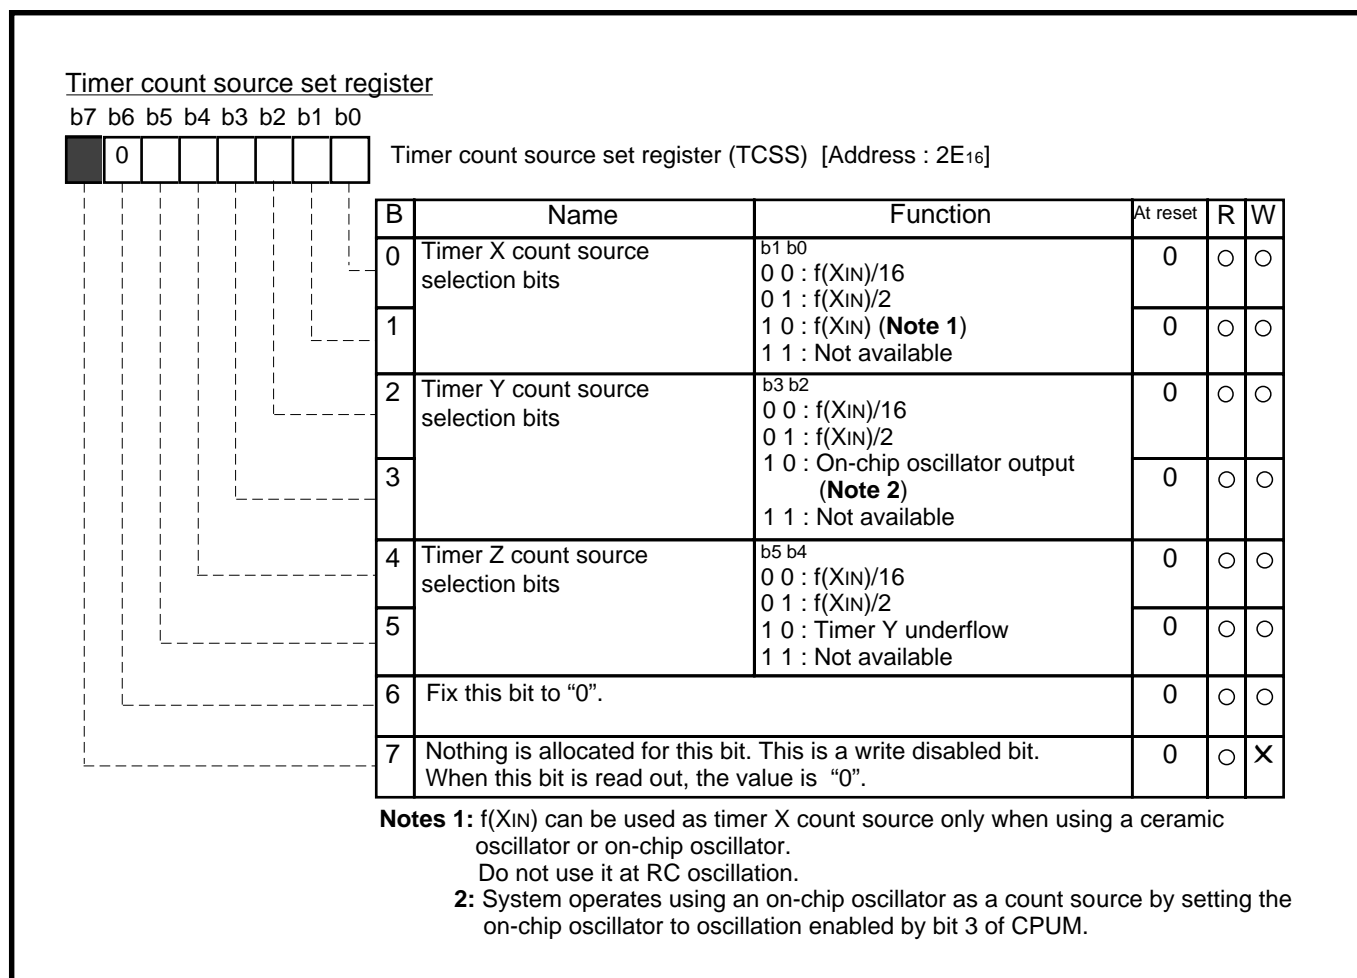 Timer count source set register
b7 b6 b5 b4 b3 b2 b1 b0
0
Timer count source set register (TCSS) [Address : 2E16]
B Name Function At reset R W
0 Timer X count source selection bits
b1 b0
0 0 : f(XIN)/16
0 1 : f(XIN)/2
1 0 : f(XIN) (Note 1)
1 1 : Not available
0 ○ ○
1 0 ○ ○
2 Timer Y count source selection bits
b3 b2
0 0 : f(XIN)/16
0 1 : f(XIN)/2
1 0 : On-chip oscillator output
(Note 2)
1 1 : Not available
0 ○ ○
3 0 ○ ○
4 Timer Z count source selection bits
b5 b4
0 0 : f(XIN)/16
0 1 : f(XIN)/2
1 0 : Timer Y underflow
1 1 : Not available
0 ○ ○
5 0 ○ ○
6 Fix this bit to “0”. 0 ○ ○
7 Nothing is allocated for this bit. This is a write disabled bit.
When this bit is read out, the value is “0”. 0 ○ ✕
Notes 1: f(XIN) can be used as timer X count source only when using a ceramic
oscillator or on-chip oscillator.
Do not use it at RC oscillation.
2: System operates using an on-chip oscillator as a count source by setting the
on-chip oscillator to oscillation enabled by bit 3 of CPUM.